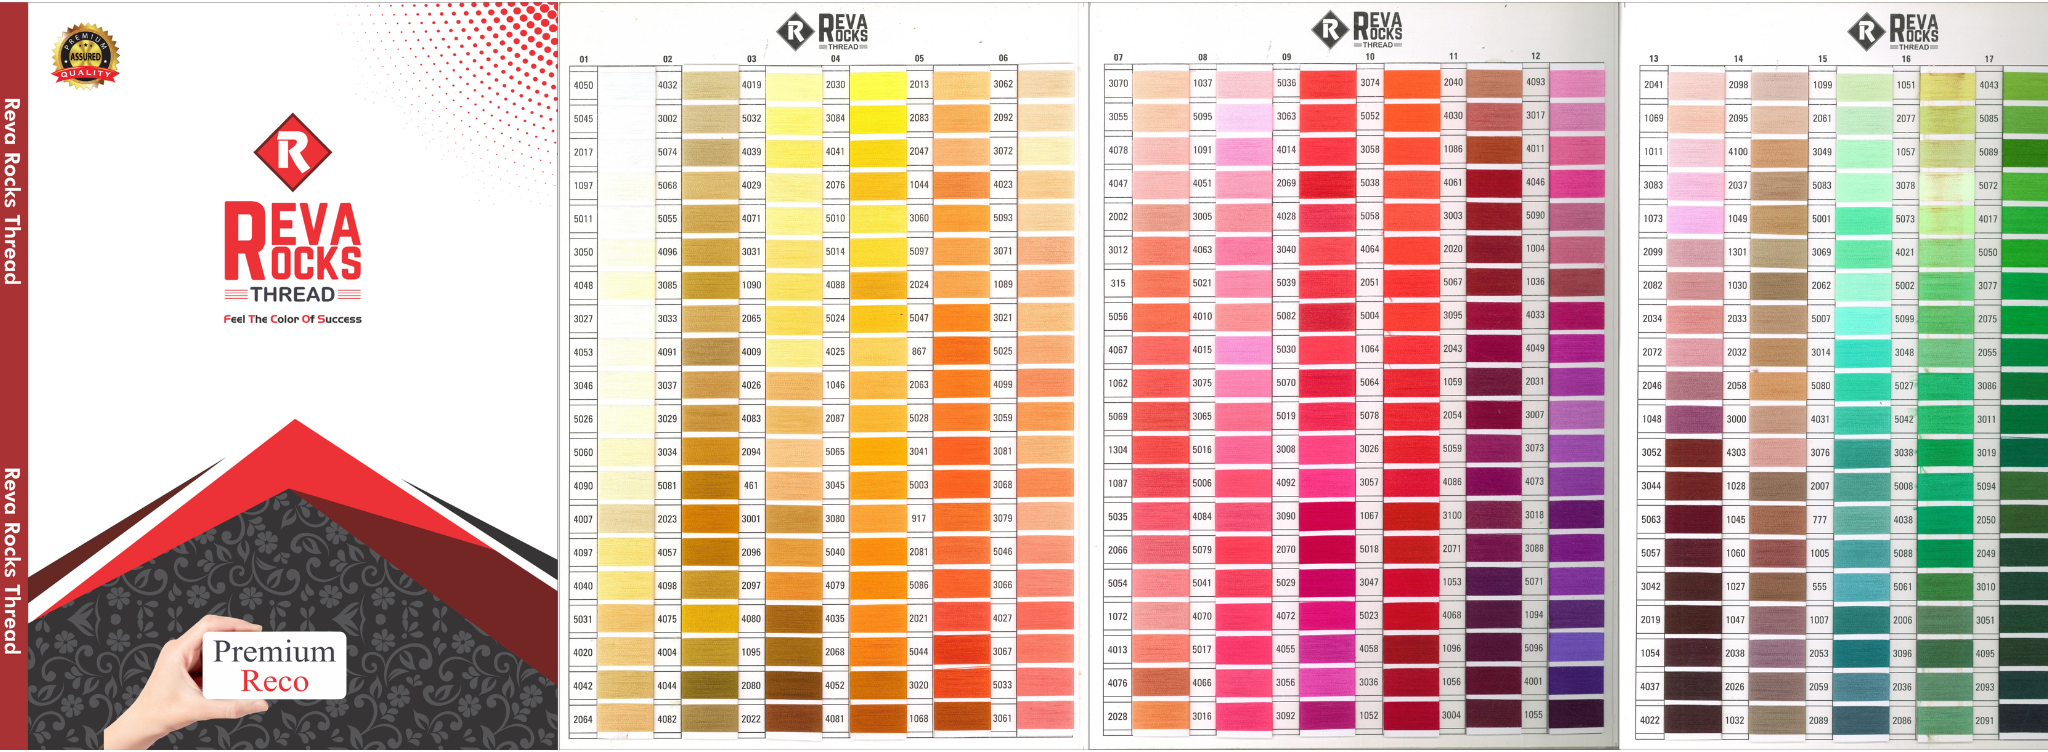 PREMIUM
ASSURED
QUALITY
Reva Rocks Thread
Reva Rocks Thread
R
REVA
ROCKS
THREAD
Feel The Color Of Success
Premium
Reco
R REVA
ROCKS
THREAD
01 02 03 04 05 06
4050 4032 4019 2030 2013 3062
5045 3002 5032 3084 2083 2092
2017 5074 4039 4041 2047 3072
1097 5068 4029 2076 1044 4023
5011 5055 4071 5010 3060 5093
3050 4096 3031 5014 5097 3071
4048 3085 1090 4088 2024 1089
3027 3033 2065 5024 5047 3021
4053 4091 4009 4025 867 5025
3046 3037 4026 1046 2063 4099
5026 3029 4083 2087 5028 3059
5060 3034 2094 5065 3041 3081
4090 5081 461 3045 5003 3068
4007 2023 3001 3080 917 3079
4097 4057 2096 5040 2081 5046
4040 4098 2097 4079 5086 3066
5031 4075 4080 4035 2021 4027
4020 4004 1095 2068 5044 3067
4042 4044 2080 4052 3020 5033
2064 4082 2022 4081 1068 3061
R REVA
ROCKS
THREAD
07 08 09 10 11 12
3070 1037 5036 3074 2040 4093
3055 5095 3063 5052 4030 3017
4078 1091 4014 3058 1086 4011
4047 4051 2069 5038 4061 4046
2002 3005 4028 5058 3003 5090
3012 4063 3040 4064 2020 1004
315 5021 5039 2051 5067 1036
5056 4010 5082 5004 3095 4033
4067 4015 5030 1064 2043 4049
1062 3075 5070 5064 1059 2031
5069 3065 5019 5078 2054 3007
1304 5016 3008 3026 5059 3073
1087 5006 4092 3057 4086 4073
5035 4084 3090 1067 3100 3018
2066 5079 2070 5018 2071 3088
5054 5041 5029 3047 1053 5071
1072 4070 4072 5023 4068 1094
4013 5017 4055 4058 1096 5096
4076 4066 3056 3036 1056 4001
2028 3016 3092 1052 3004 1055
R REVA
ROCKS
THREAD
13 14 15 16 17
2041 2098 1099 1051 4043
1069 2095 2061 2077 5085
1011 4100 3049 1057 5089
3083 2037 5083 3078 5072
1073 1049 5001 5073 4017
2099 1301 3069 4021 5050
2082 1030 2062 5002 3077
2034 2033 5007 5099 2075
2072 2032 3014 3048 2055
2046 2058 5080 5027 3086
1048 3000 4031 5042 3011
3052 4303 3076 3038 3019
3044 1028 2007 5008 5094
5063 1045 777 4038 2050
5057 1060 1005 5088 2049
3042 1027 555 5061 3010
2019 1047 1007 2006 3051
1054 2038 2053 3096 4095
4037 2026 2059 2036 2093
4022 1032 2089 2086 2091